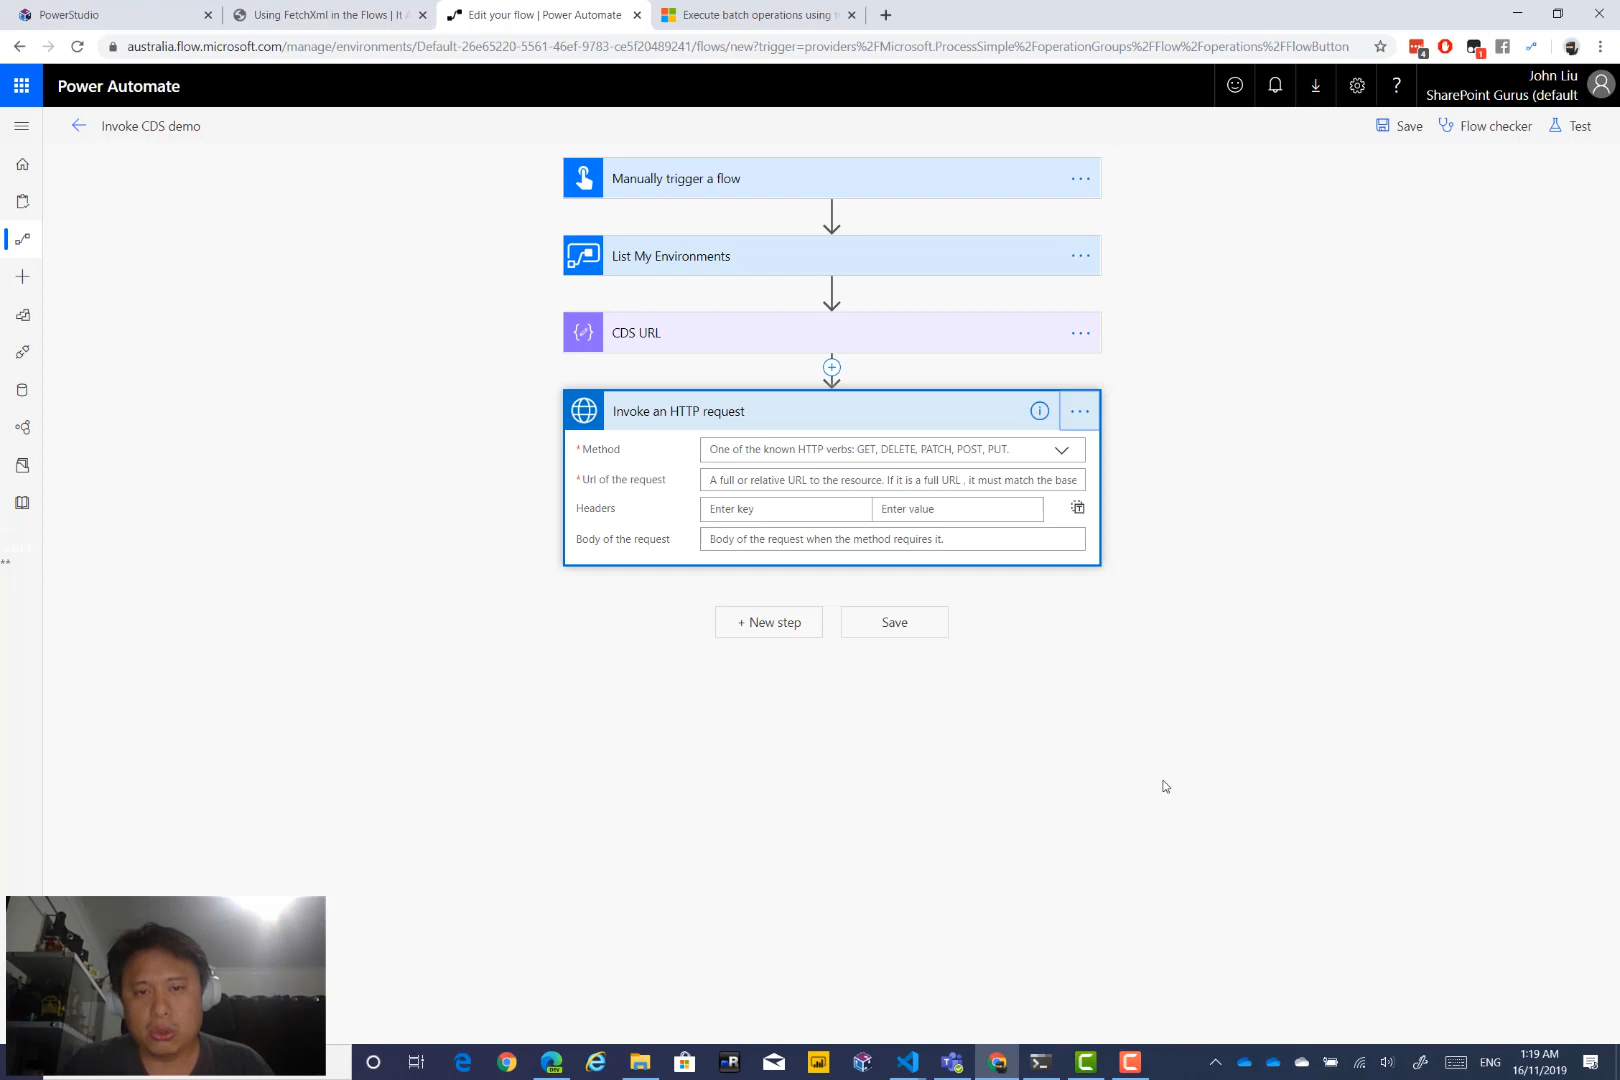 PowerStudio
Using FetchXml in the Flows | It A
Edit your flow | Power Automate
Execute batch operations using t
australia.flow.microsoft.com/manage/environments/Default-26e65220-5561-46ef-9783-ce5f20489241/flows/new?trigger=providers%2FMicrosoft.ProcessSimple%2FoperationGroups%2FFlow%2Foperations%2FFlowButton
4
1
Power Automate
?
John Liu
SharePoint Gurus (default
Invoke CDS demo
Save
Flow checker
Test
Manually trigger a flow
List My Environments
CDS URL
Invoke an HTTP request
* Method
One of the known HTTP verbs: GET, DELETE, PATCH, POST, PUT.
* Url of the request
A full or relative URL to the resource. If it is a full URL , it must match the base
Headers
Enter key
Enter value
Body of the request
Body of the request when the method requires it.
+ New step
Save
**
DEV
ENG
1:19 AM
16/11/2019